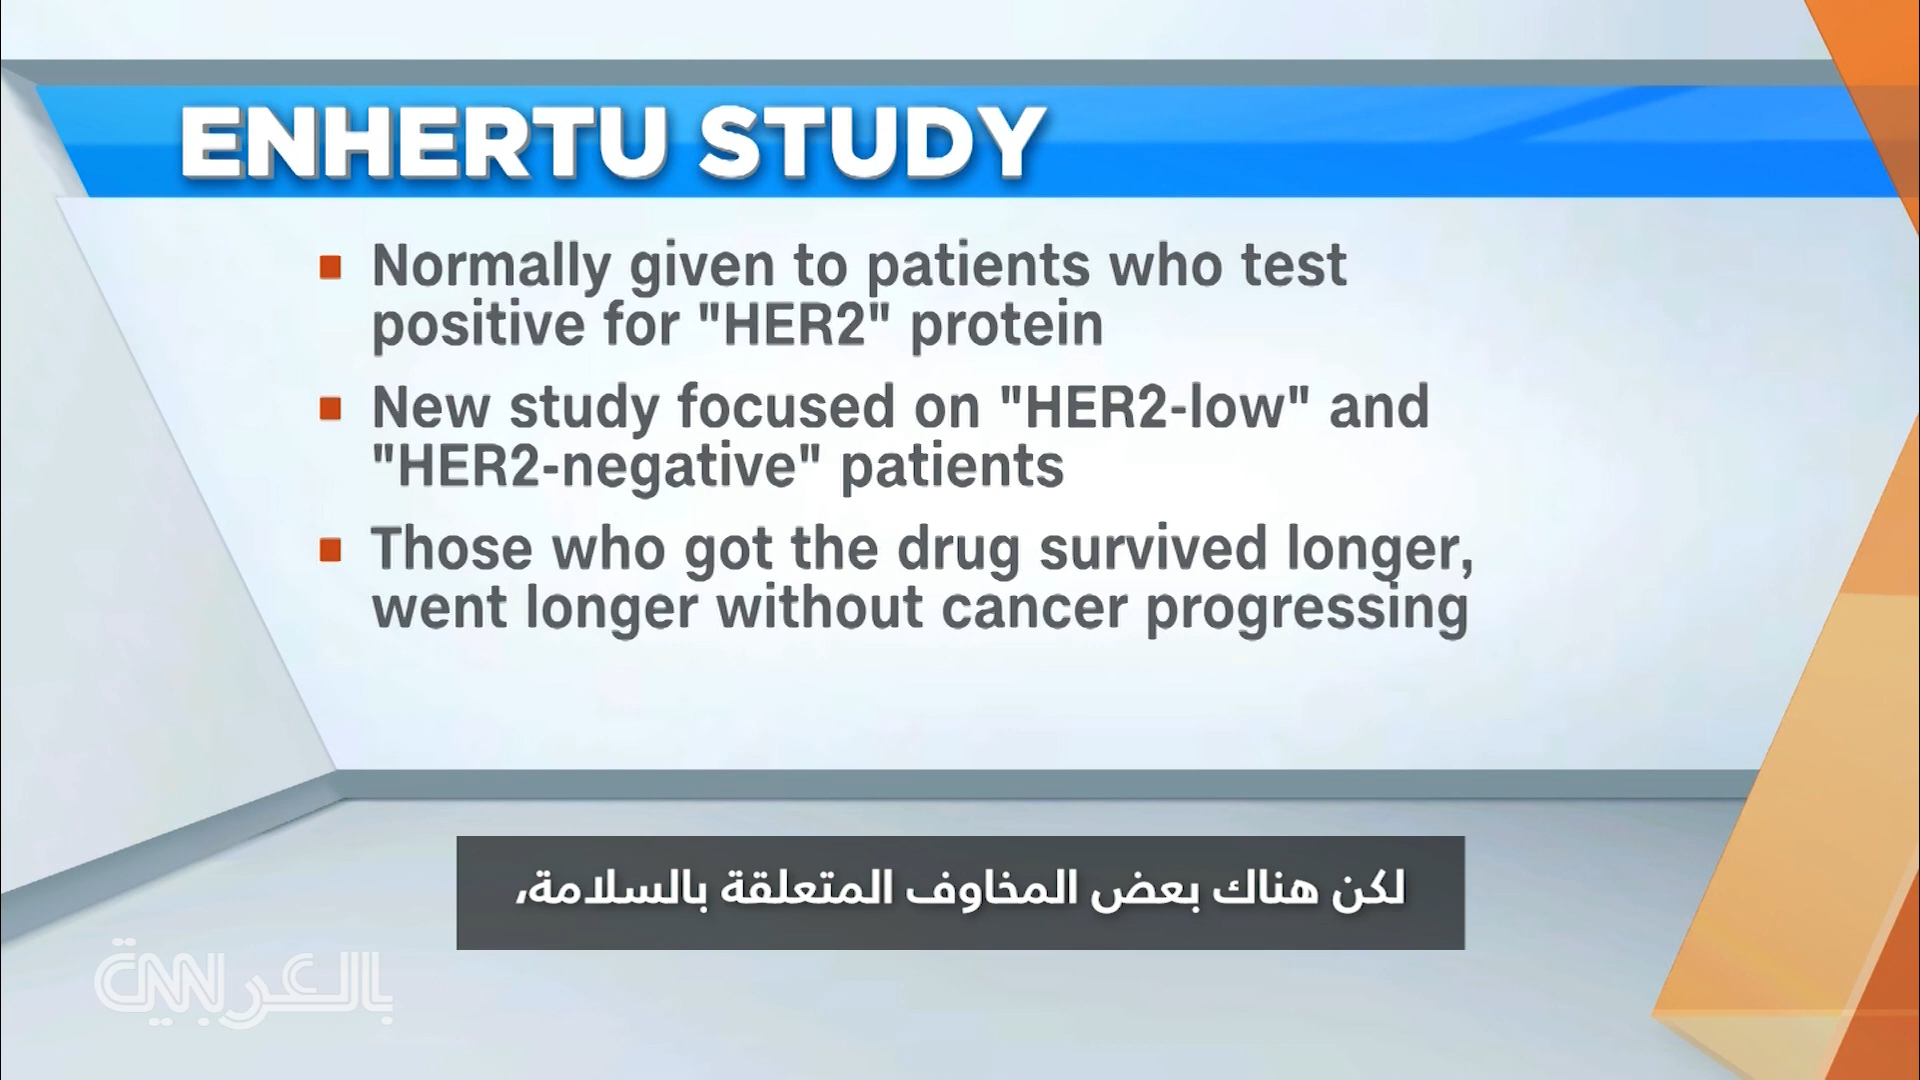 ENHERTU STUDY
Normally given to patients who test
positive for "HER2" protein
New study focused on "HER2-low" and
"HER2-negative" patients
Those who got the drug survived longer,
went longer without cancer progressing
لكن هناك بعض المخاوف المتعلقة بالسلامة،
CNN بالعربية